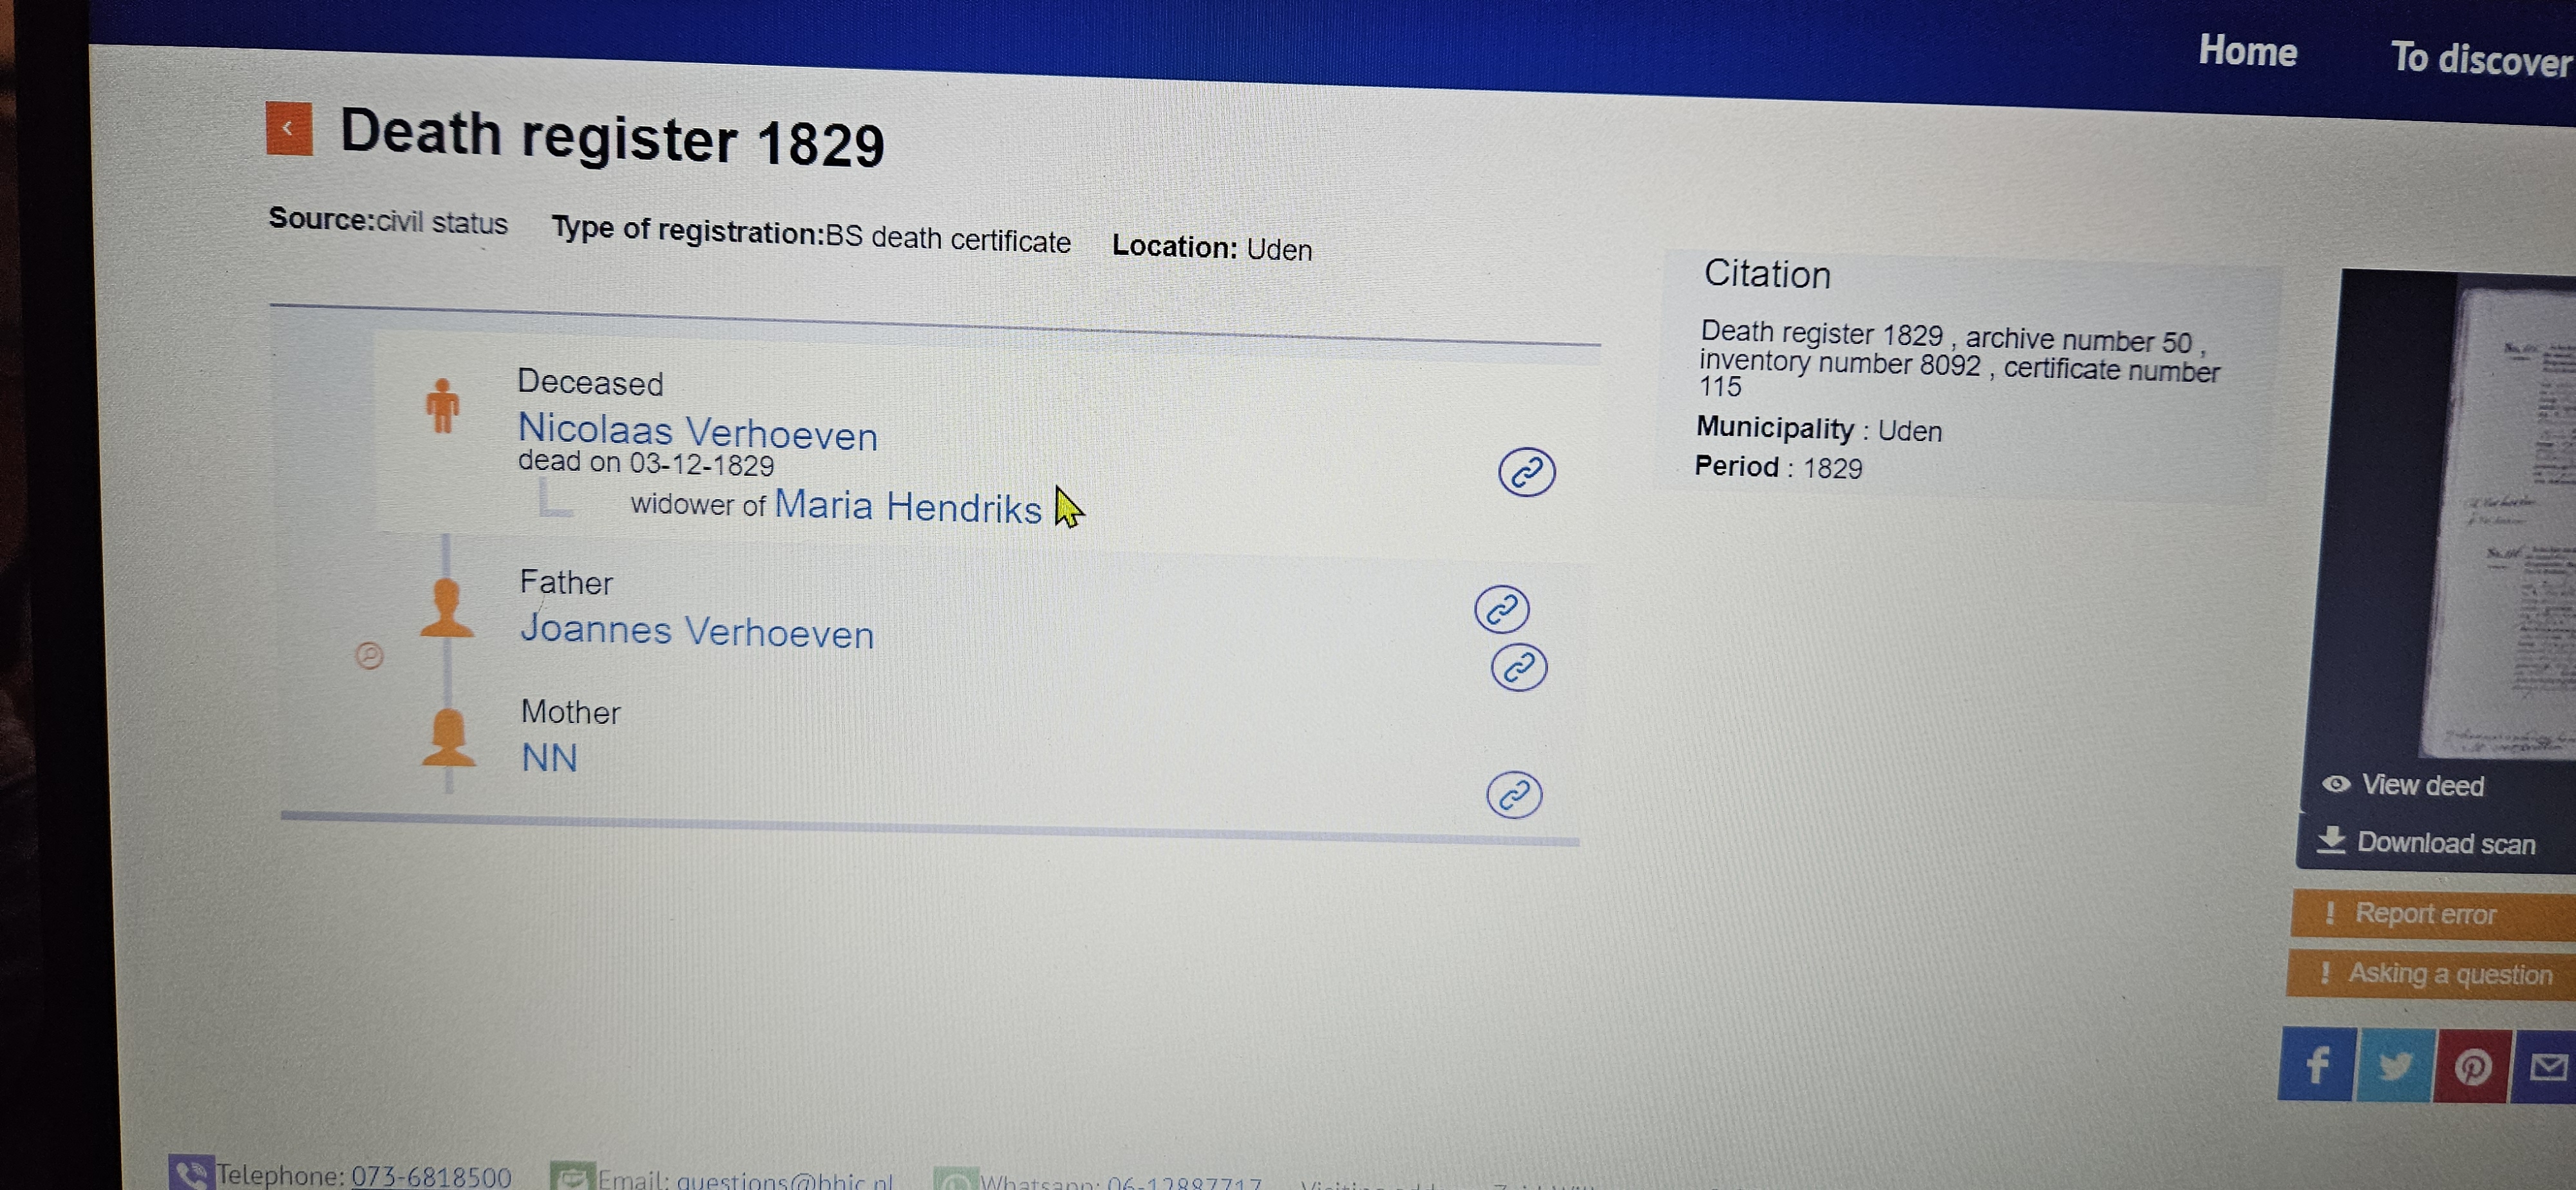 Home To discover
Death register 1829
Source:civil status Type of registration:BS death certificate Location: Uden
Deceased
Nicolaas Verhoeven
dead on 03-12-1829
widower of Maria Hendriks
Father
Joannes Verhoeven
Mother
NN
Citation
Death register 1829 , archive number 50 ,
inventory number 8092 , certificate number
115
Municipality : Uden
Period : 1829
View deed
Download scan
! Report error
! Asking a question
Telephone: 073-6818500 Email: questions@bhic.nl Whatsapp: 06-12887717